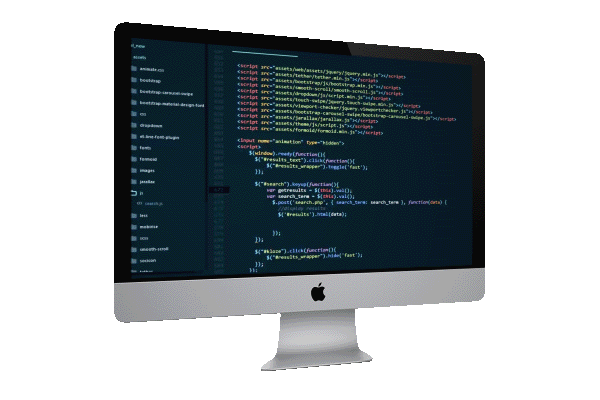 assets
animate.css
bootstrap
bootstrap-carousel-swipe
bootstrap-material-design-font
css
dropdown
et-line-font-plugin
fonts
formoid
images
jarallax
js
search.js
less
mobirise
scss
smooth-scroll
socicon
<script src="assets/web/assets/jquery/jquery.min.js"></script>
<script src="assets/tether/tether.min.js"></script>
<script src="assets/bootstrap/js/bootstrap.min.js"></script>
<script src="assets/smooth-scroll/smooth-scroll.js"></script>
<script src="assets/dropdown/js/script.min.js"></script>
<script src="assets/touch-swipe/jquery.touch-swipe.min.js"></script>
<script src="assets/viewport-checker/jquery.viewportchecker.js"></script>
<script src="assets/bootstrap-carousel-swipe/bootstrap-carousel-swipe.js"></script>
<script src="assets/jarallax/jarallax.js"></script>
<script src="assets/theme/js/script.js"></script>
<script src="assets/formoid/formoid.min.js"></script>
<input name="animation" type="hidden">
<script>
$(window).ready(function(){
$("#results_text").click(function(){
$("#results_wrapper").toggle('fast');
});
$("#search").keyup(function(){
var getresults = $(this).val();
var search_term = $(this).val();
$.post('search.php', { search_term: search_term }, function(data) {
//display results
$('#results').html(data);
});
});
$("#kloze").click(function(){
$("#results_wrapper").hide('fast');
});
});